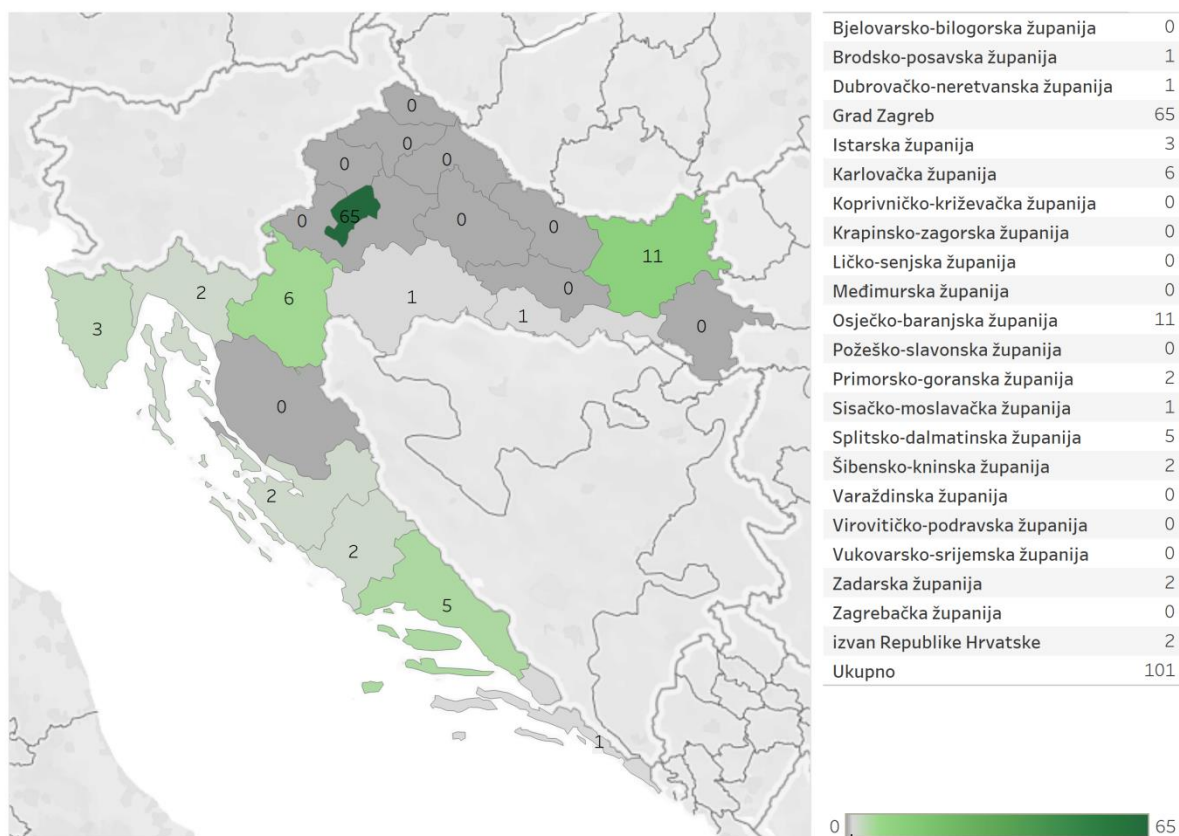 0
0
0
0
65
0
0
0
11
6
2
1
0
3
1
0
0
2
2
5
1
Bjelovarsko-bilogorska županija 0
Brodsko-posavska županija 1
Dubrovačko-neretvanska županija 1
Grad Zagreb 65
Istarska županija 3
Karlovačka županija 6
Koprivničko-križevačka županija 0
Krapinsko-zagorska županija 0
Ličko-senjska županija 0
Međimurska županija 0
Osječko-baranjska županija 11
Požeško-slavonska županija 0
Primorsko-goranska županija 2
Sisačko-moslavačka županija 1
Splitsko-dalmatinska županija 5
Šibensko-kninska županija 2
Varaždinska županija 0
Virovitičko-podravska županija 0
Vukovarsko-srijemska županija 0
Zadarska županija 2
Zagrebačka županija 0
izvan Republike Hrvatske 2
Ukupno 101
0 65